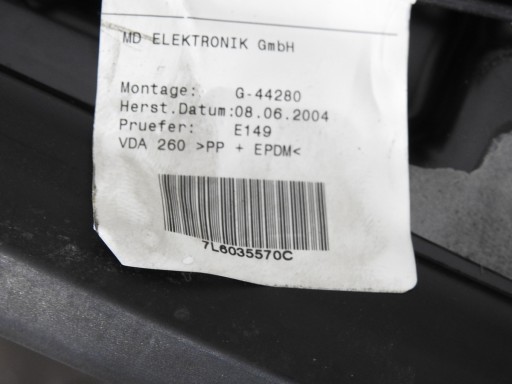 MD ELEKTRONIK GmbH
Montage: G-44280
Herst.Datum:08.06.2004
Pruefer: E149
VDA 260 >PP + EPDM<
7L6035570C